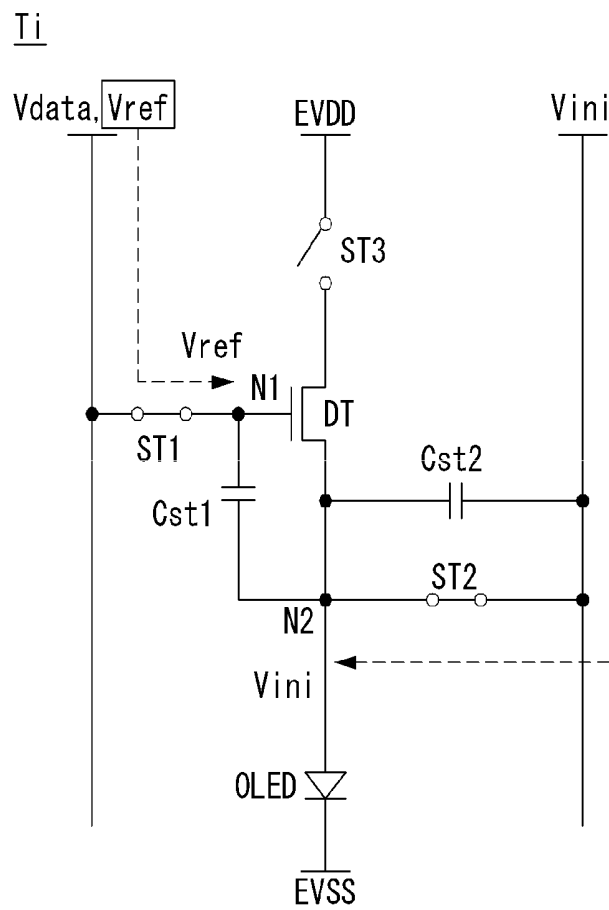 Ti
Vdata, Vref
EVDD
Vini
ST3
Vref
N1
DT
ST1
Cst2
Cst1
ST2
N2
Vini
OLED
EVSS